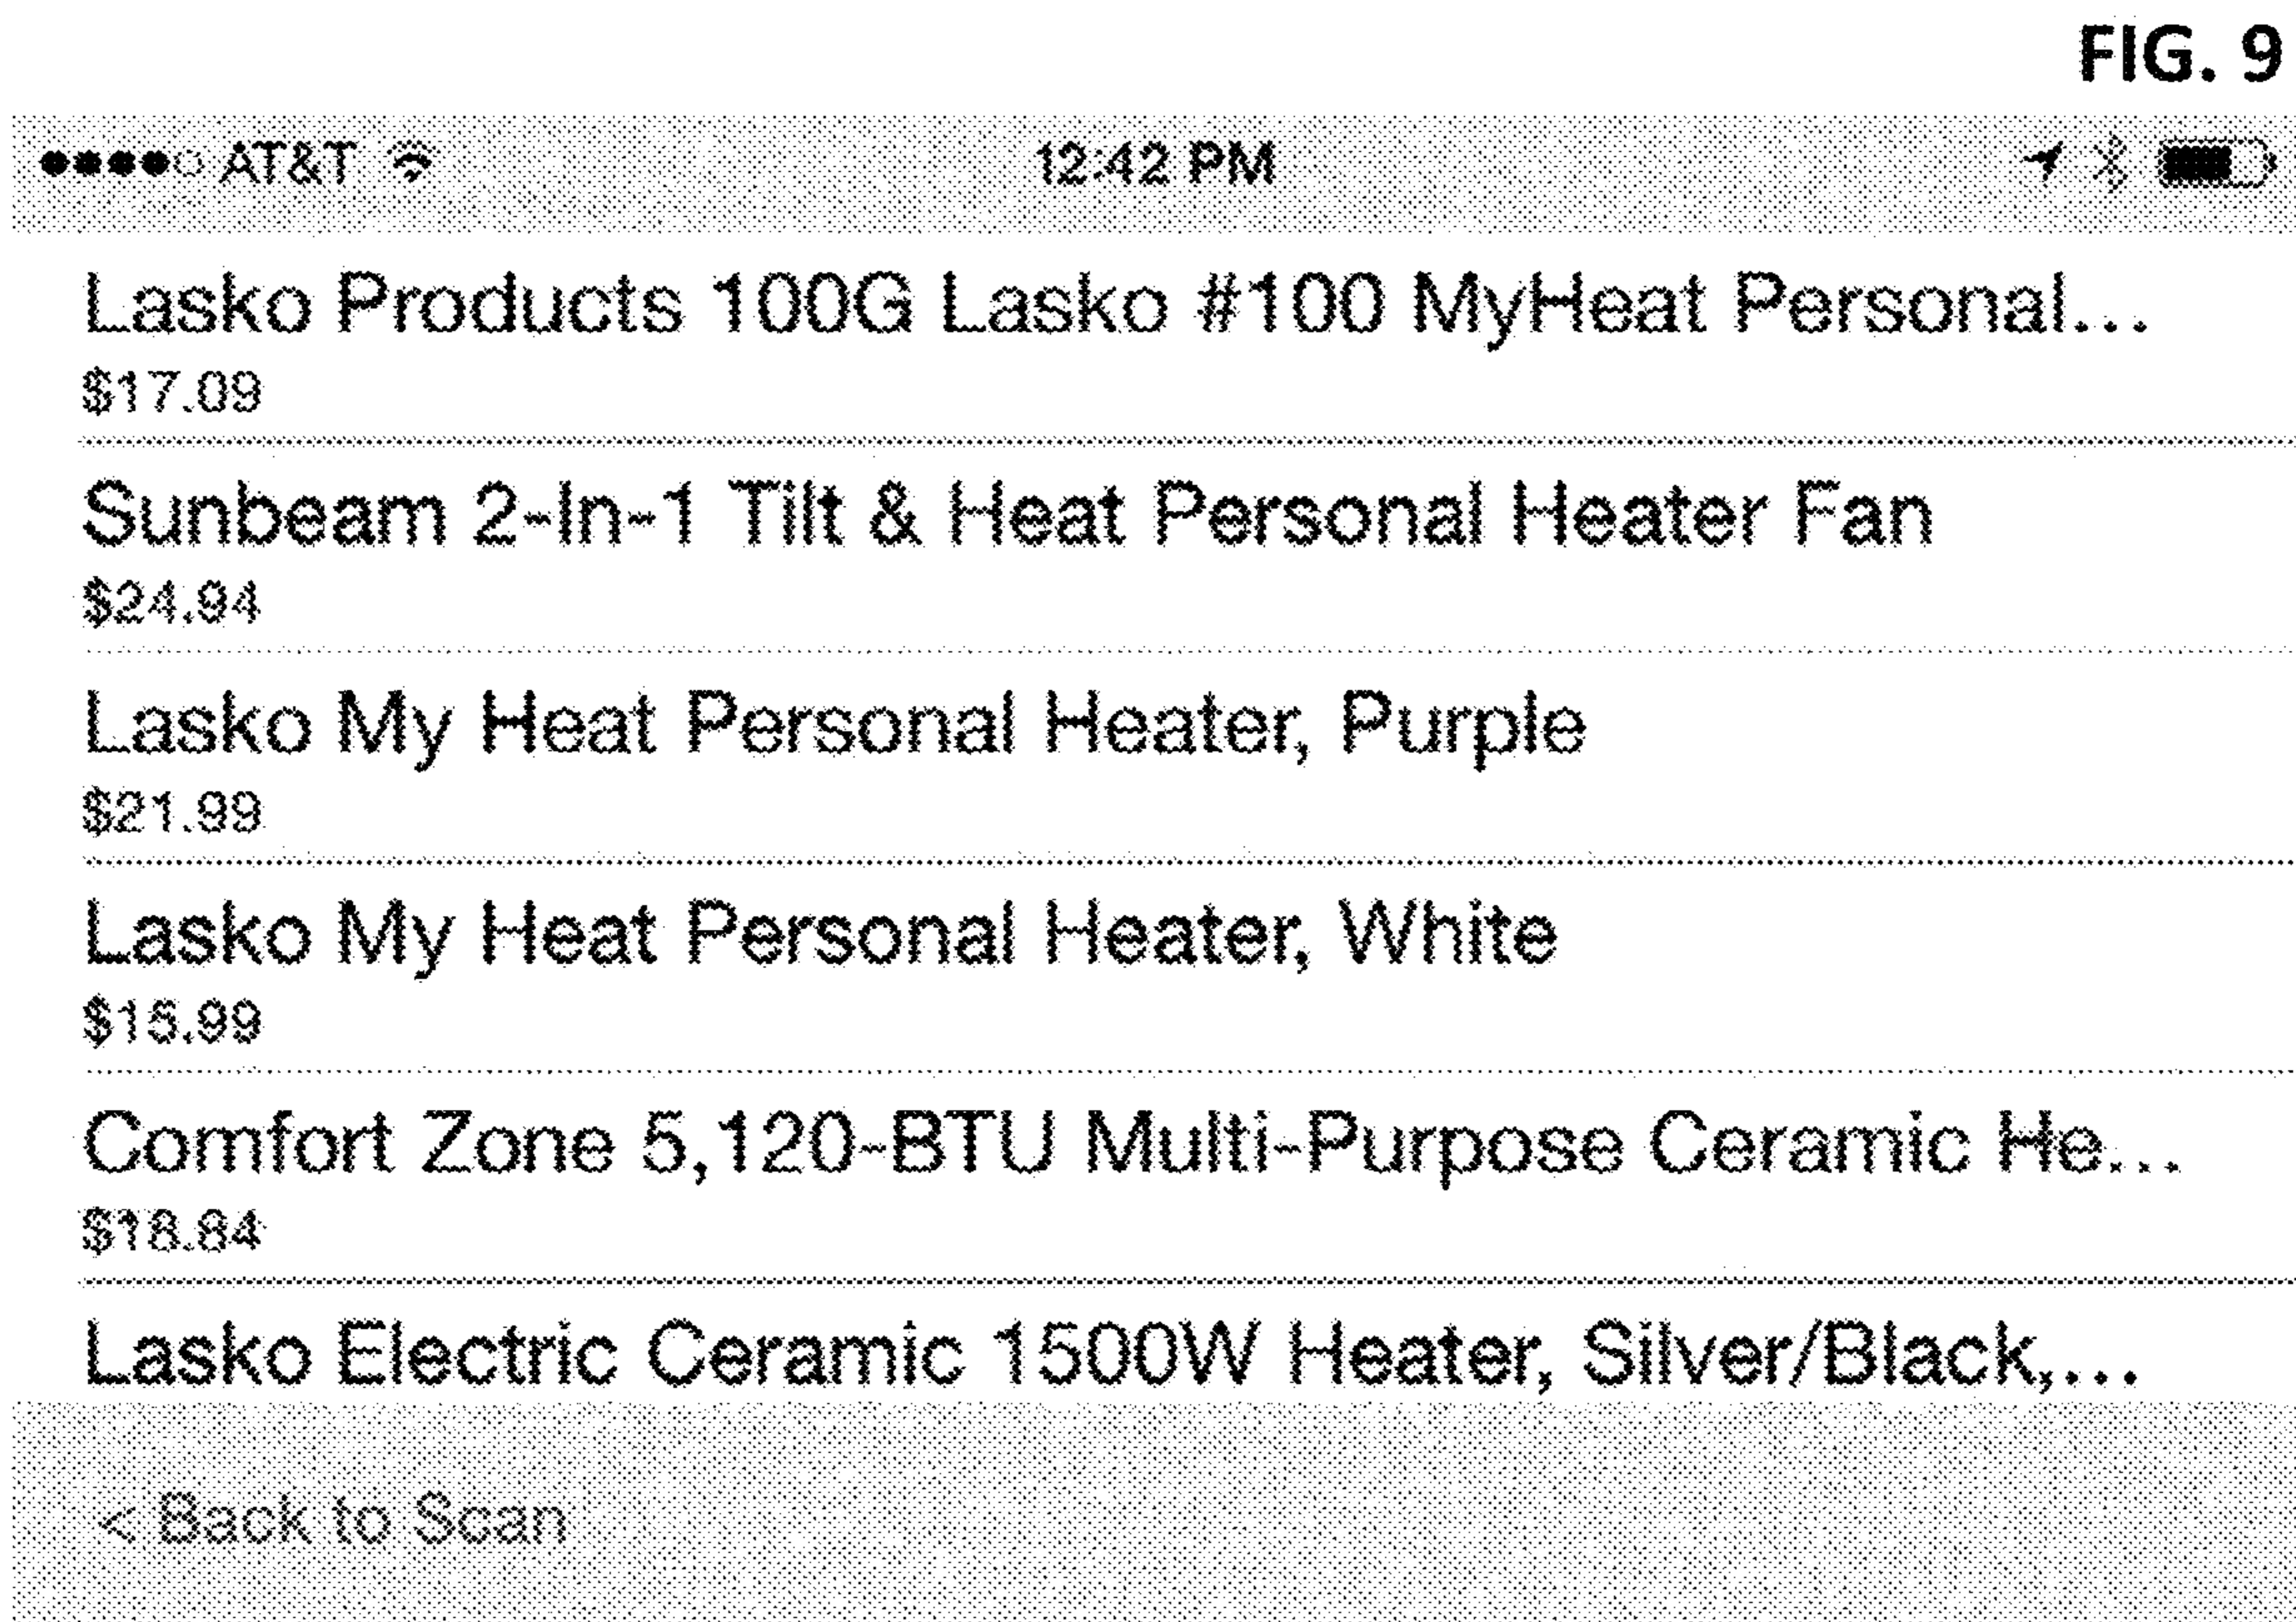 FIG. 9
AT&T 12:42 PM
Lasko Products 100G Lasko #100 MyHeat Personal...
$17.09
Sunbeam 2-In-1 Tilt & Heat Personal Heater Fan
$24.94
Lasko My Heat Personal Heater, Purple
$21.99
Lasko My Heat Personal Heater, White
$15.99
Comfort Zone 5,120-BTU Multi-Purpose Ceramic He...
$18.84
Lasko Electric Ceramic 1500W Heater, Silver/Black,...
< Back to Scan